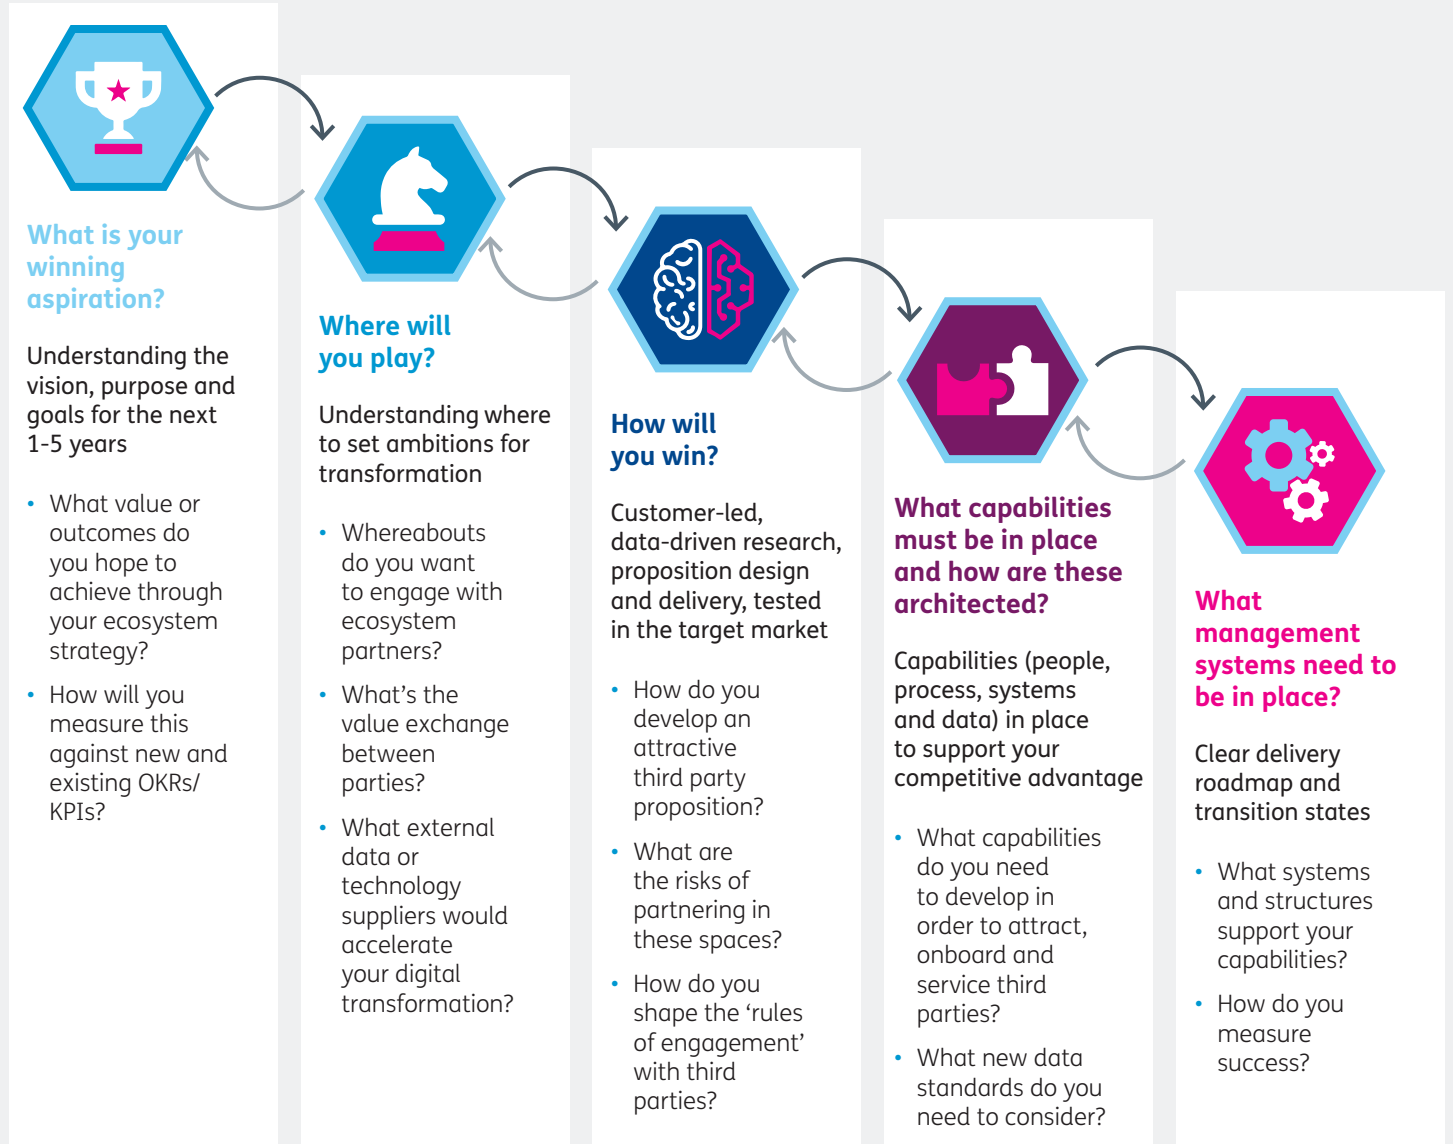 What is your
winning
aspiration?
Understanding the
vision, purpose and
goals for the next
1-5 years
• What value or
outcomes do
you hope to
achieve through
your ecosystem
strategy?
• How will you
measure this
against new and
existing OKRs/
KPIs?
Where will
you play?
Understanding where
to set ambitions for
transformation
• Whereabouts
do you want
to engage with
ecosystem
partners?
• What’s the
value exchange
between
parties?
• What external
data or
technology
suppliers would
accelerate
your digital
transformation?
How will
you win?
Customer-led,
data-driven research,
proposition design
and delivery, tested
in the target market
• How do you
develop an
attractive
third party
proposition?
• What are
the risks of
partnering in
these spaces?
• How do you
shape the ‘rules
of engagement’
with third
parties?
What capabilities
must be in place
and how are these
architected?
Capabilities (people,
process, systems
and data) in place
to support your
competitive advantage
• What capabilities
do you need
to develop in
order to attract,
onboard and
service third
parties?
• What new data
standards do you
need to consider?
What
management
systems need to
be in place?
Clear delivery
roadmap and
transition states
• What systems
and structures
support your
capabilities?
• How do you
measure
success?